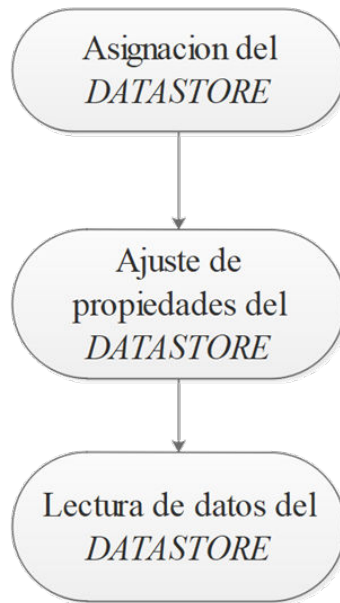 Asignacion del
DATASTORE
Ajuste de
propiedades del
DATASTORE
Lectura de datos del
DATASTORE